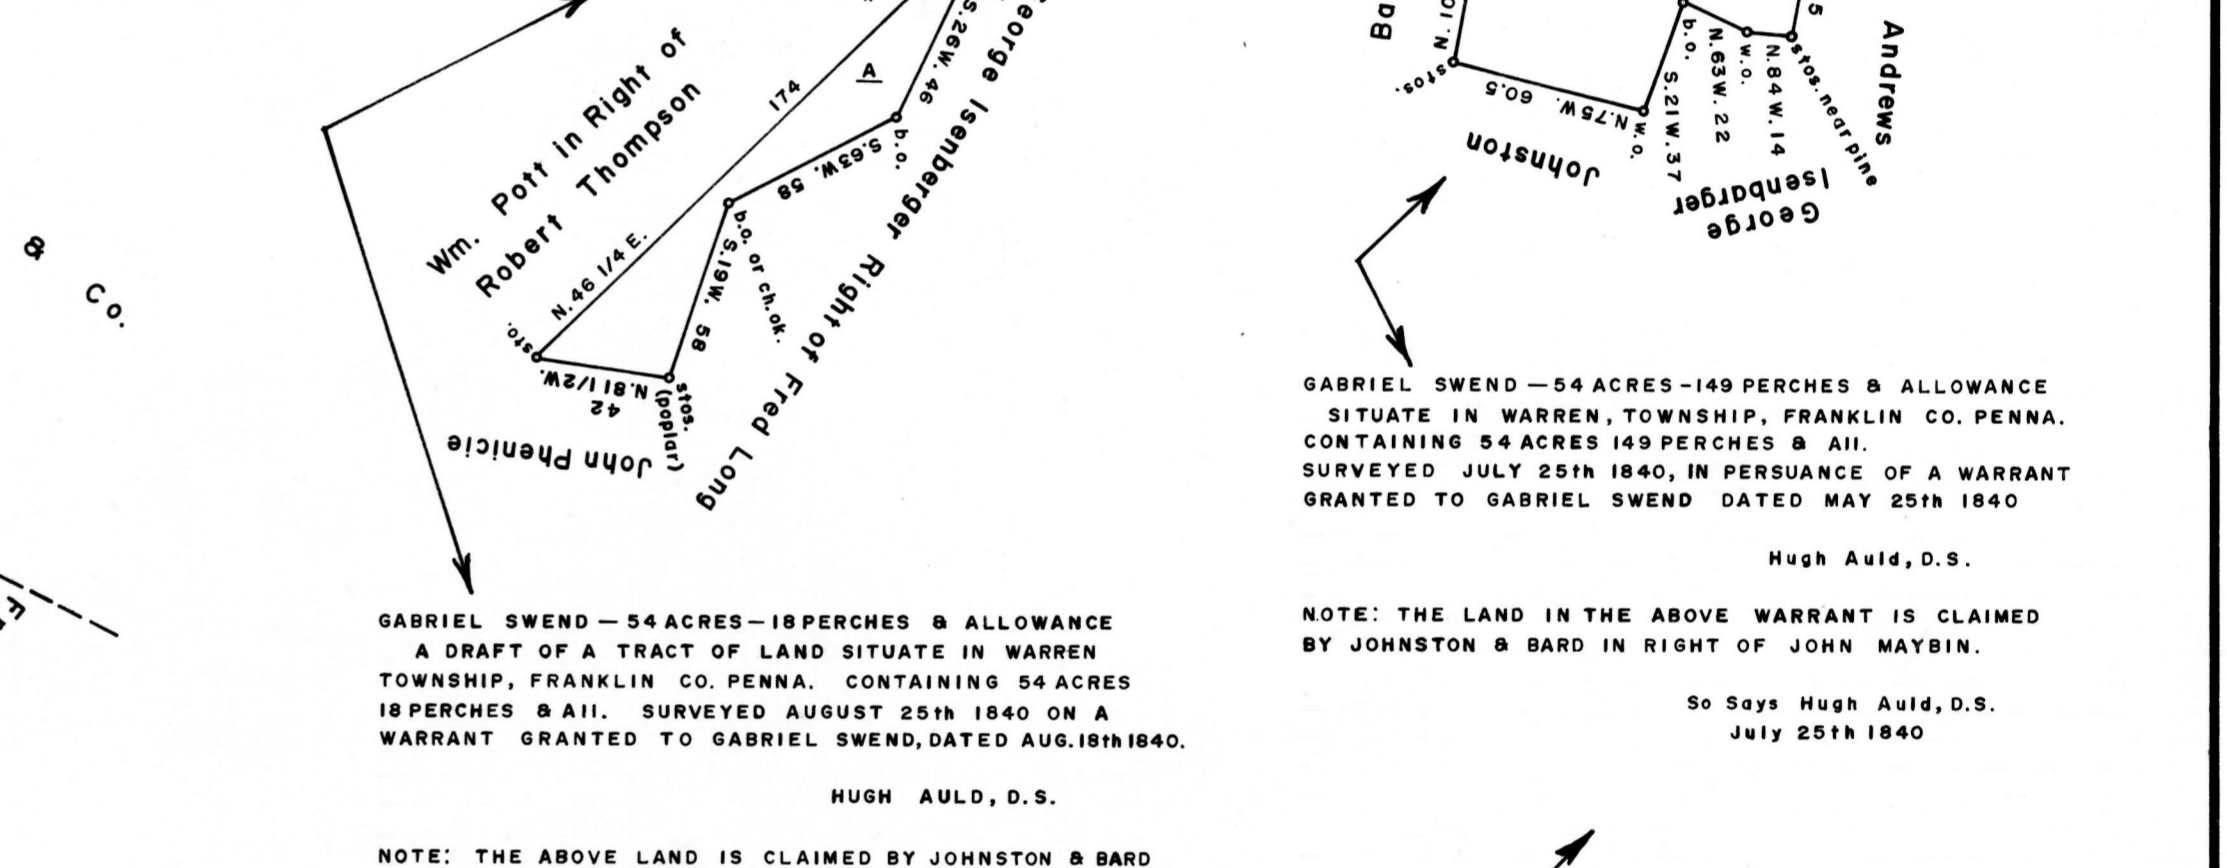 & Co.
Wm. Pott in Right of
Robert Thompson
174
N. 46 1/4 E.
A
S. 26W. 46
b.o.
S.63W. 58
b.o. or ch.ok.
S.19W. 58
stos.
(poplar)
N.81 1/2W.
42
sto.
John Phenicie
George Isenberger Right of Fred Long
GABRIEL SWEND — 54 ACRES — 18 PERCHES & ALLOWANCE
A DRAFT OF A TRACT OF LAND SITUATE IN WARREN
TOWNSHIP, FRANKLIN CO. PENNA. CONTAINING 54 ACRES
18 PERCHES & All. SURVEYED AUGUST 25th 1840 ON A
WARRANT GRANTED TO GABRIEL SWEND, DATED AUG. 18th 1840.
HUGH AULD, D.S.
NOTE: THE ABOVE LAND IS CLAIMED BY JOHNSTON & BARD
Ba
N. 10
stos.
N.75W. 60.5
w.o.
Johnston
b.o.
S.21W. 37
N.63W. 22
w.o.
N.84W. 14
stos. near pine
5
Andrews
George
Isenbarger
GABRIEL SWEND — 54 ACRES - 149 PERCHES & ALLOWANCE
SITUATE IN WARREN, TOWNSHIP, FRANKLIN CO. PENNA.
CONTAINING 54 ACRES 149 PERCHES & All.
SURVEYED JULY 25th 1840, IN PERSUANCE OF A WARRANT
GRANTED TO GABRIEL SWEND DATED MAY 25th 1840
Hugh Auld, D.S.
NOTE: THE LAND IN THE ABOVE WARRANT IS CLAIMED
BY JOHNSTON & BARD IN RIGHT OF JOHN MAYBIN.
So Says Hugh Auld, D.S.
July 25th 1840